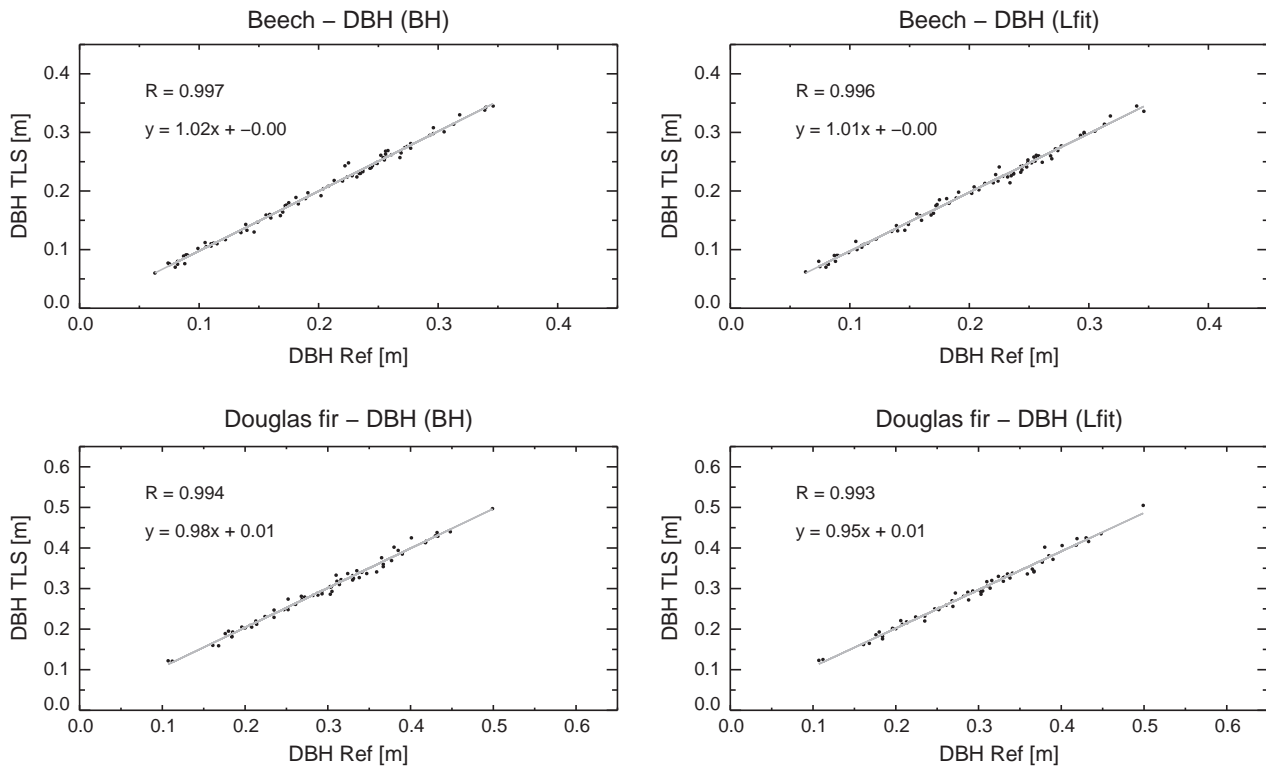 Beech – DBH (BH)
DBH TLS [m]
0.4
0.3
0.2
0.1
0.0
R = 0.997
y = 1.02x + −0.00
0.0 0.1 0.2 0.3 0.4
DBH Ref [m]
Beech – DBH (Lfit)
DBH TLS [m]
0.4
0.3
0.2
0.1
0.0
R = 0.996
y = 1.01x + −0.00
0.0 0.1 0.2 0.3 0.4
DBH Ref [m]
Douglas fir – DBH (BH)
DBH TLS [m]
0.6
0.5
0.4
0.3
0.2
0.1
0.0
R = 0.994
y = 0.98x + 0.01
0.0 0.1 0.2 0.3 0.4 0.5 0.6
DBH Ref [m]
Douglas fir – DBH (Lfit)
DBH TLS [m]
0.6
0.5
0.4
0.3
0.2
0.1
0.0
R = 0.993
y = 0.95x + 0.01
0.0 0.1 0.2 0.3 0.4 0.5 0.6
DBH Ref [m]